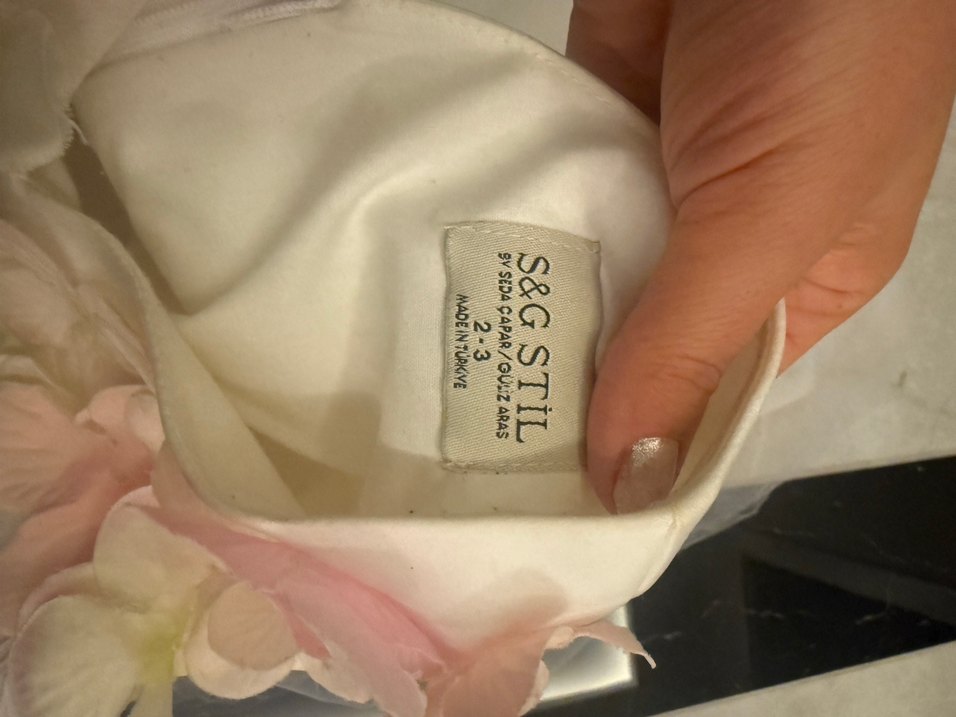 S&G STİL
BY SEDA ÇAPAR/GÜLİZ ARAS
2-3
MADE IN TÜRKİYE